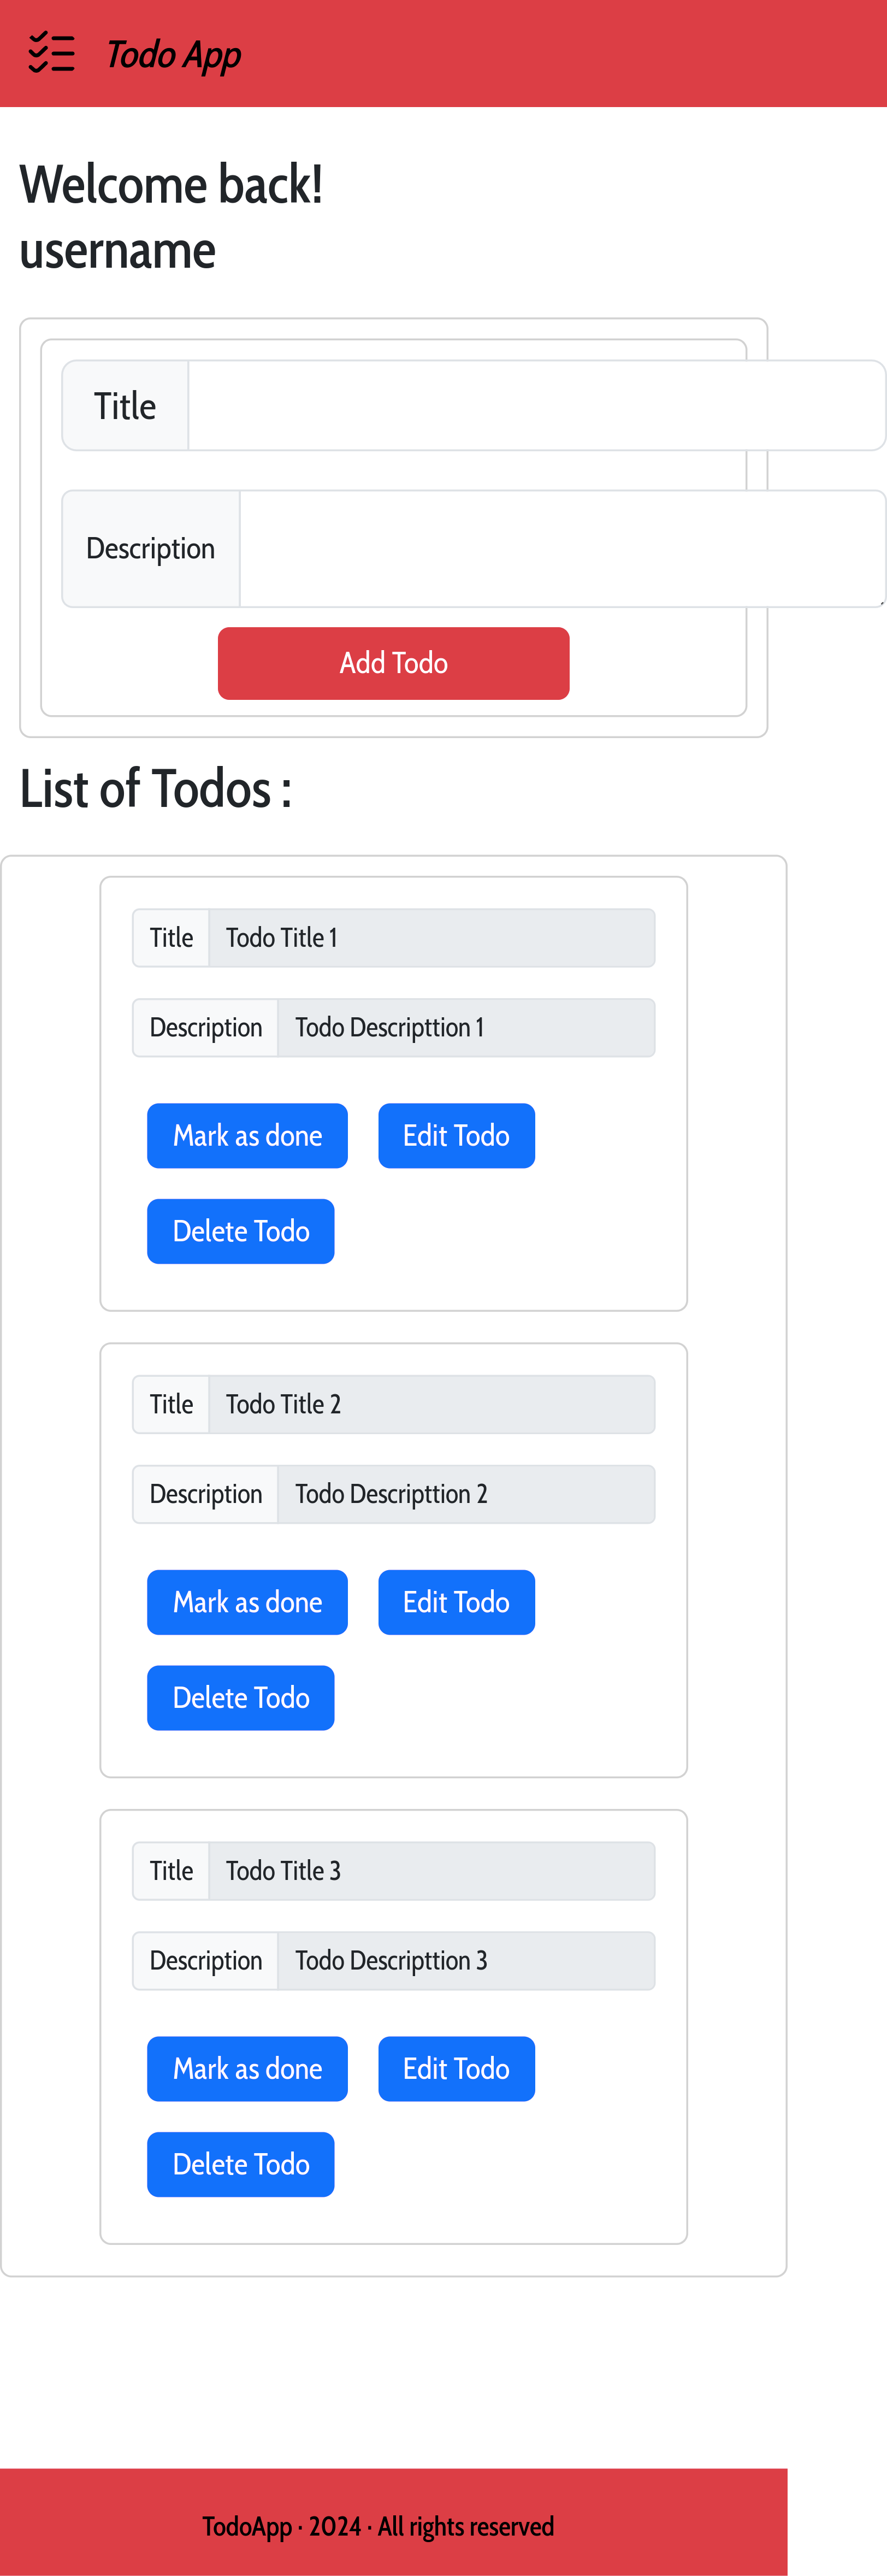 Todo App
Welcome back!
username
Title
Description
Add Todo
List of Todos :
Title Todo Title 1
Description Todo Descripttion 1
Mark as done Edit Todo
Delete Todo
Title Todo Title 2
Description Todo Descripttion 2
Mark as done Edit Todo
Delete Todo
Title Todo Title 3
Description Todo Descripttion 3
Mark as done Edit Todo
Delete Todo
TodoApp · 2024 · All rights reserved